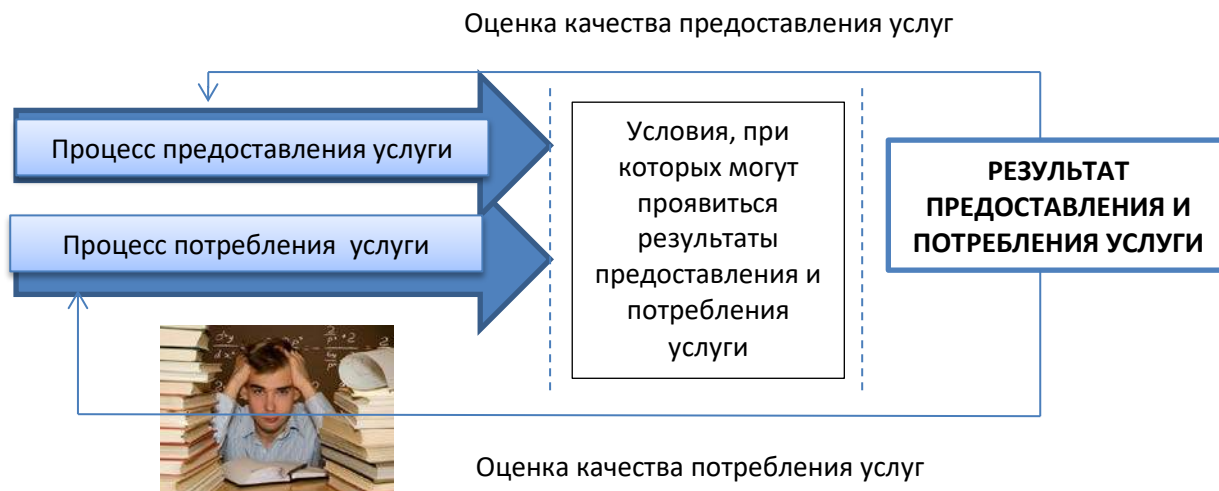 Оценка качества предоставления услуг
Процесс предоставления услуги
Процесс потребления услуги
Условия, при
которых могут
проявиться
результаты
предоставления и
потребления
услуги
РЕЗУЛЬТАТ
ПРЕДОСТАВЛЕНИЯ И
ПОТРЕБЛЕНИЯ УСЛУГИ
Оценка качества потребления услуг